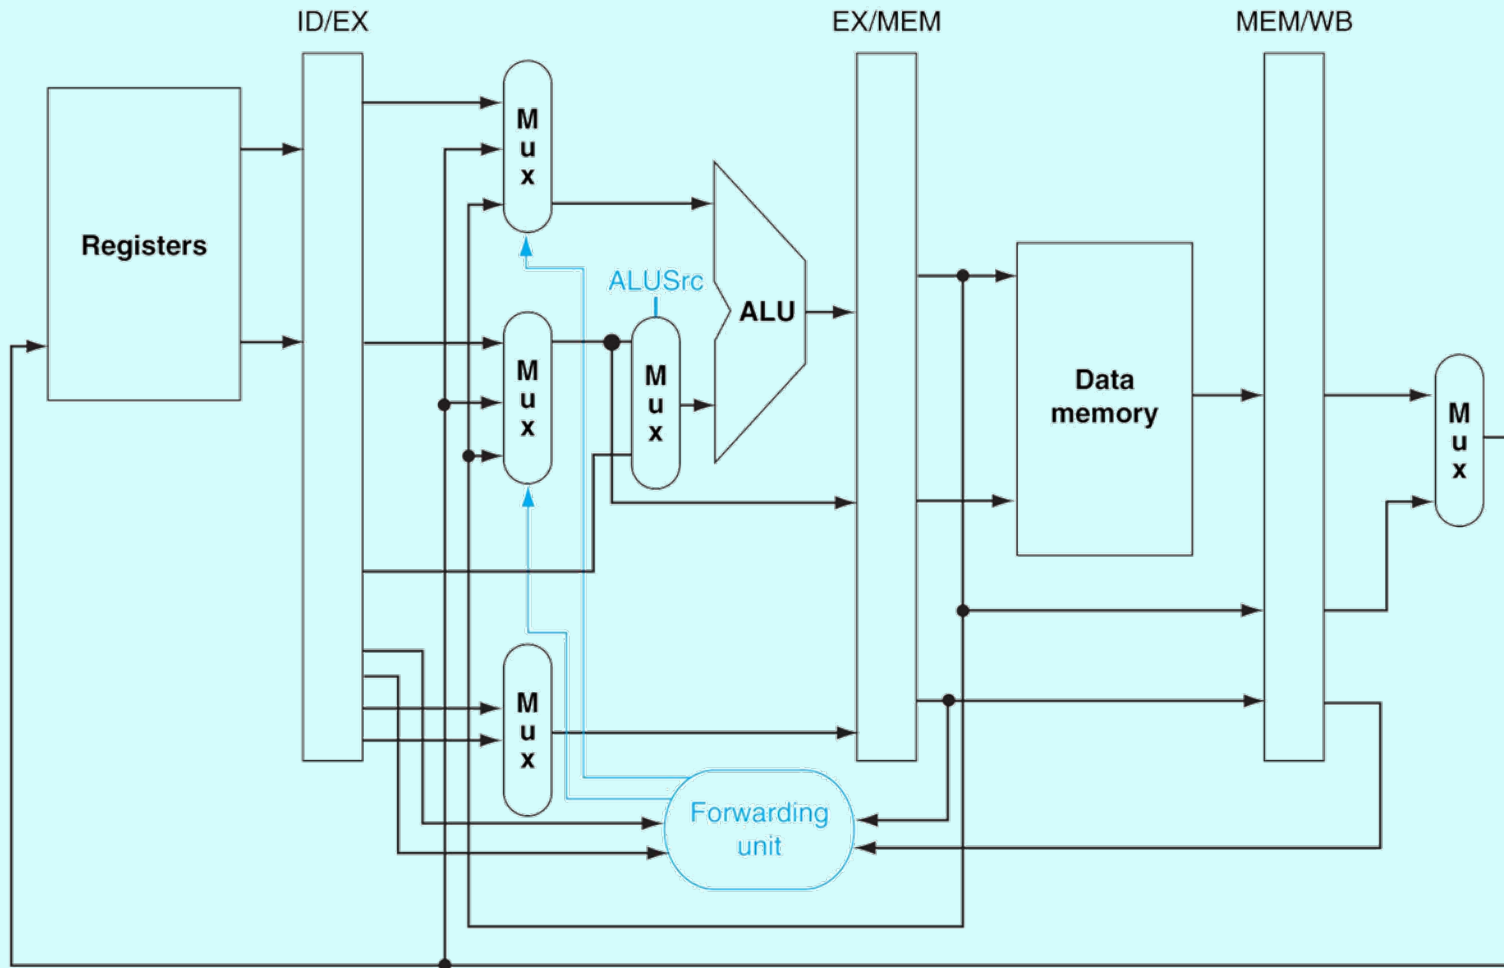 ID/EX
EX/MEM
MEM/WB
M
u
x
Registers
ALUSrc
ALU
M
u
x
M
u
x
Data
memory
M
u
x
M
u
x
Forwarding
unit